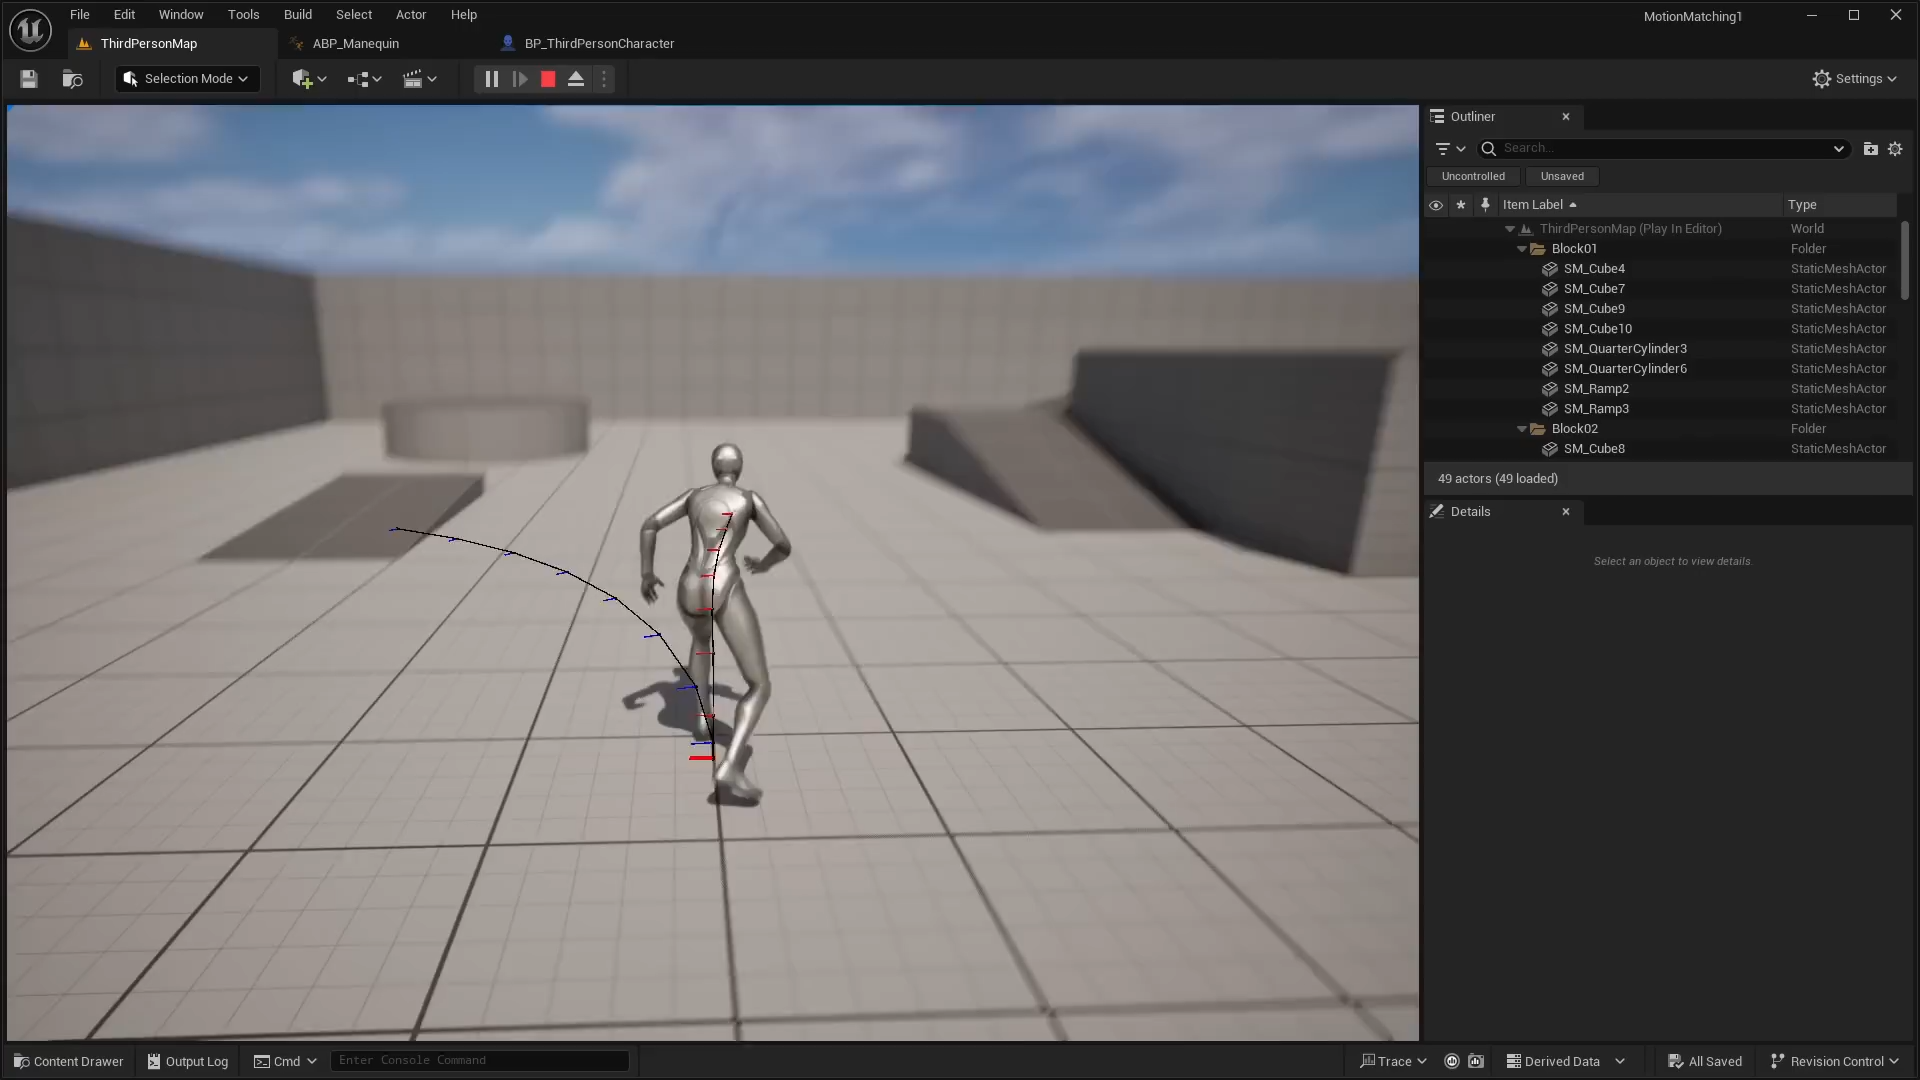 File Edit Window Tools Build Select Actor Help
MotionMatching1
ThirdPersonMap
ABP_Manequin
BP_ThirdPersonCharacter
Selection Mode
Settings
Outliner
Search...
Uncontrolled
Unsaved
Item Label
Type
ThirdPersonMap (Play In Editor) World
Block01 Folder
SM_Cube4 StaticMeshActor
SM_Cube7 StaticMeshActor
SM_Cube9 StaticMeshActor
SM_Cube10 StaticMeshActor
SM_QuarterCylinder3 StaticMeshActor
SM_QuarterCylinder6 StaticMeshActor
SM_Ramp2 StaticMeshActor
SM_Ramp3 StaticMeshActor
Block02 Folder
SM_Cube8 StaticMeshActor
49 actors (49 loaded)
Details
Select an object to view details.
Content Drawer
Output Log
Cmd
Enter Console Command
Trace
Derived Data
All Saved
Revision Control